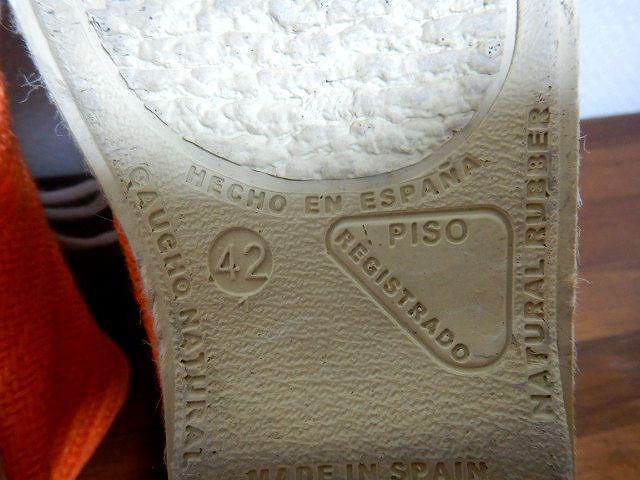 HECHO EN ESPAÑA
CAUCHO NATURAL
42
PISO
REGISTRADO
NATURAL RUBBER
MADE IN SPAIN